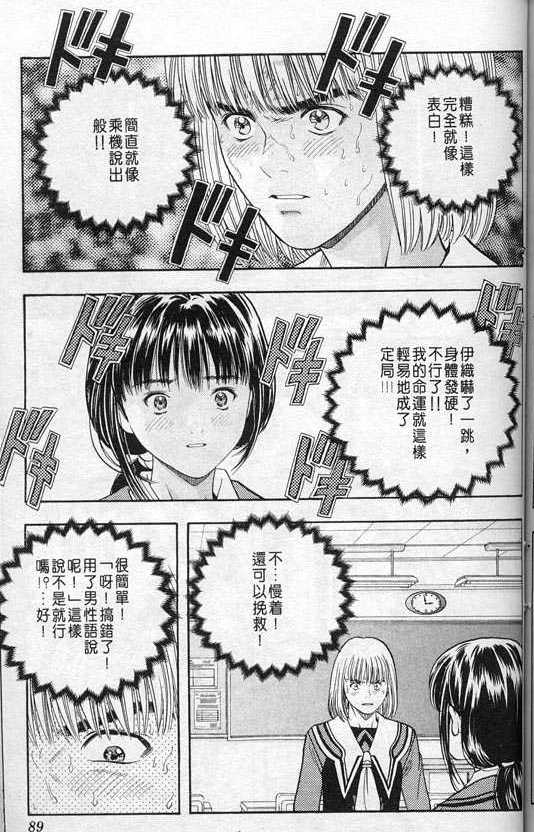 ドキ
ドキ
糟糕！這樣
完全就像
表白！
簡直就像
乘機說出
般！！
ドキ
ドキ
ドキ
ドキ
伊織嚇了一跳，
身體發硬！
不行了！！
我的命運就這樣
輕易地成了
定局！！！
ドキ
ドキ
ドキ
不…慢着！
還可以挽救！
很簡單！
「呀！搞錯了！
用了男性語說
呢！」這樣
說不是就行
嗎！。…好！
89